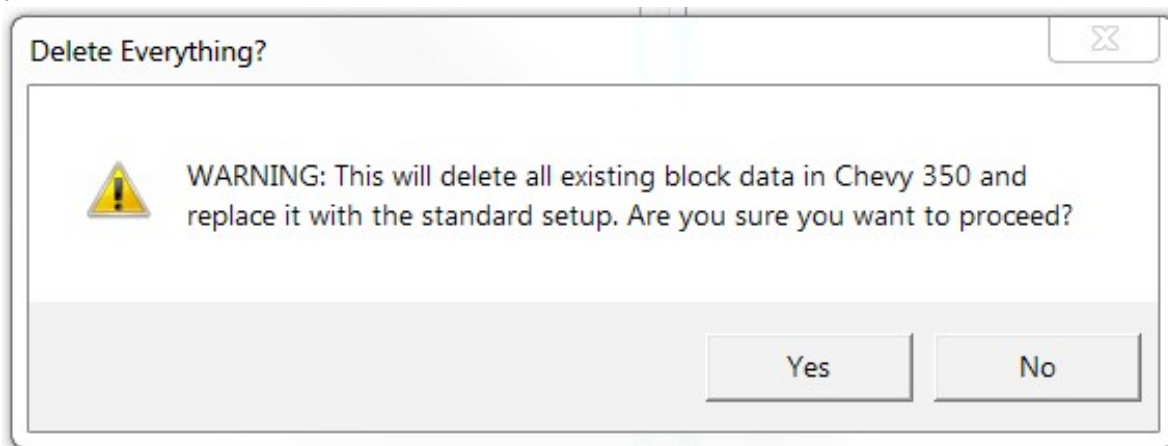 Delete Everything?
WARNING: This will delete all existing block data in Chevy 350 and
replace it with the standard setup. Are you sure you want to proceed?
Yes
No